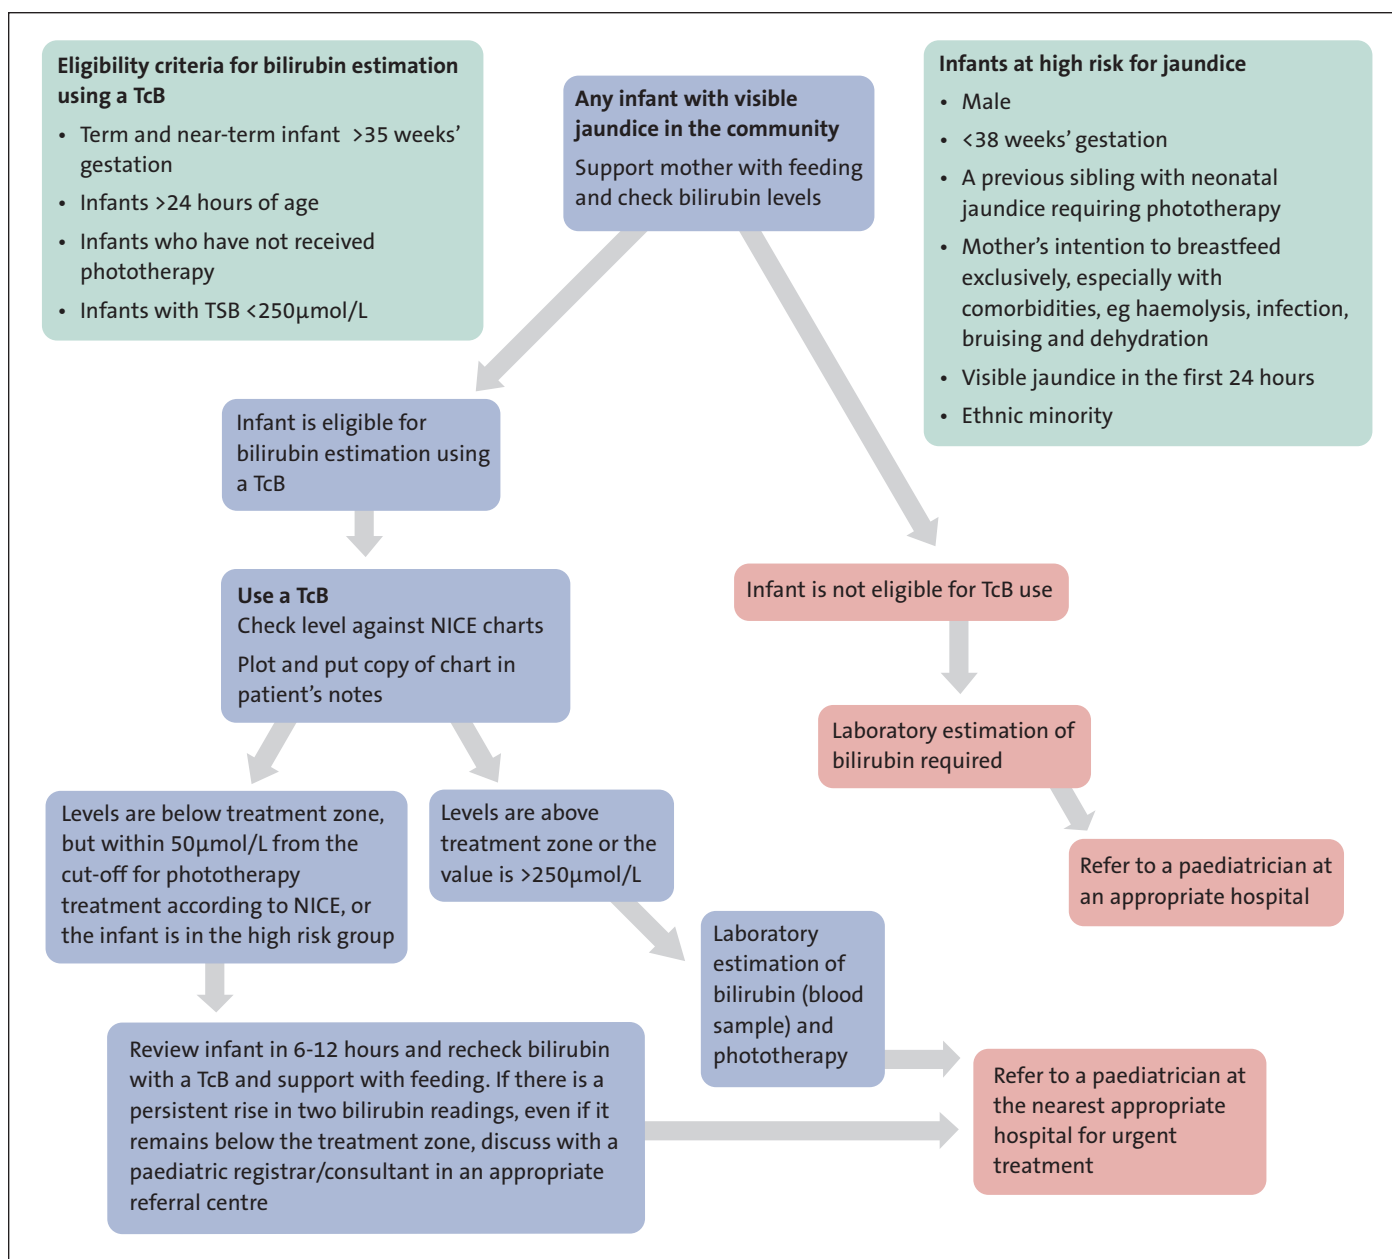 Eligibility criteria for bilirubin estimation
using a TcB
• Term and near-term infant >35 weeks’
gestation
• Infants >24 hours of age
• Infants who have not received
phototherapy
• Infants with TSB <250µmol/L
Any infant with visible
jaundice in the community
Support mother with feeding
and check bilirubin levels
Infants at high risk for jaundice
• Male
• <38 weeks’ gestation
• A previous sibling with neonatal
jaundice requiring phototherapy
• Mother’s intention to breastfeed
exclusively, especially with
comorbidities, eg haemolysis, infection,
bruising and dehydration
• Visible jaundice in the first 24 hours
• Ethnic minority
Infant is eligible for
bilirubin estimation using
a TcB
Use a TcB
Check level against NICE charts
Plot and put copy of chart in
patient’s notes
Infant is not eligible for TcB use
Laboratory estimation of
bilirubin required
Refer to a paediatrician at
an appropriate hospital
Levels are below treatment zone,
but within 50µmol/L from the
cut-off for phototherapy
treatment according to NICE, or
the infant is in the high risk group
Levels are above
treatment zone or the
value is >250µmol/L
Laboratory
estimation of
bilirubin (blood
sample) and
phototherapy
Review infant in 6-12 hours and recheck bilirubin
with a TcB and support with feeding. If there is a
persistent rise in two bilirubin readings, even if it
remains below the treatment zone, discuss with a
paediatric registrar/consultant in an appropriate
referral centre
Refer to a paediatrician at
the nearest appropriate
hospital for urgent
treatment